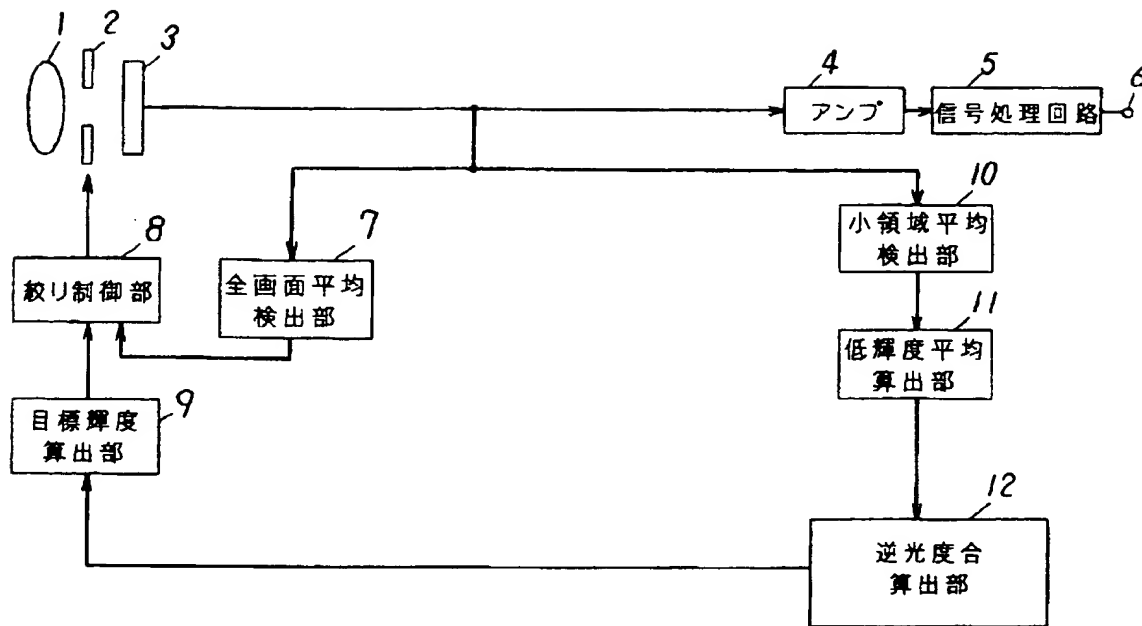 1
2
3
4
5
6
アンプ
信号処理回路
10
小領域平均
検出部
7
全画面平均
検出部
8
絞り制御部
11
低輝度平均
算出部
9
目標輝度
算出部
12
逆光度合
算出部